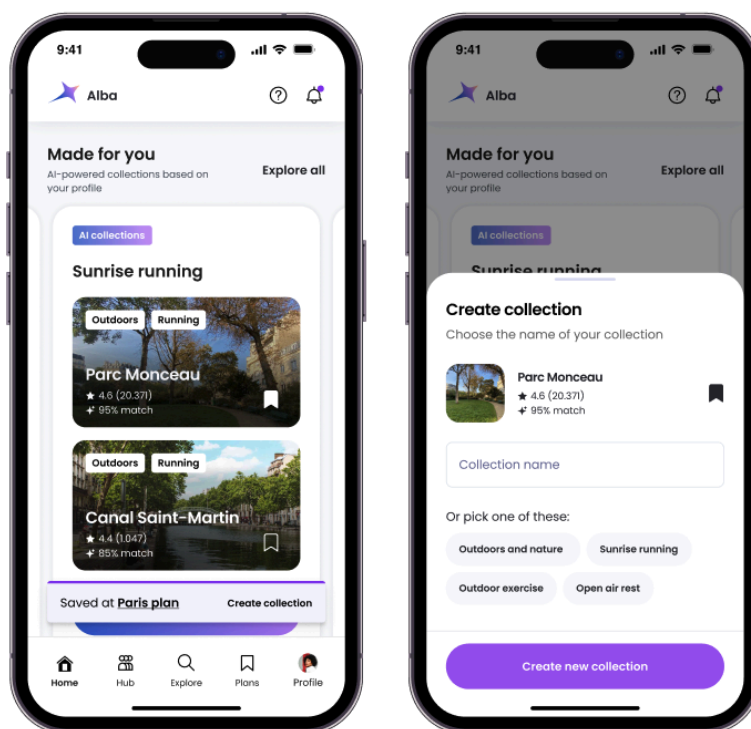 9:41
Alba
Made for you
AI-powered collections based on
your profile
Explore all
AI collections
Sunrise running
Outdoors
Running
Parc Monceau
4.6 (20.371)
95% match
Outdoors
Running
Canal Saint-Martin
4.4 (1.047)
85% match
Saved at Paris plan
Create collection
Home
Hub
Explore
Plans
Profile
9:41
Alba
Made for you
AI-powered collections based on
your profile
Explore all
AI collections
Sunrise running
Create collection
Choose the name of your collection
Parc Monceau
4.6 (20.371)
95% match
Collection name
Or pick one of these:
Outdoors and nature
Sunrise running
Outdoor exercise
Open air rest
Create new collection